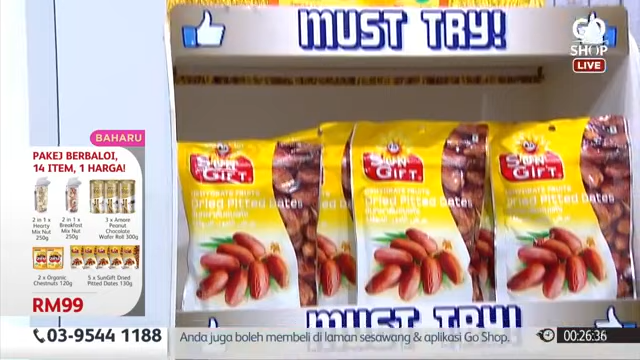 MUST TRY!
GO
SHOP
LIVE
BAHARU
PAKEJ BERBALOI,
14 ITEM, 1 HARGA!
2 in 1
Hearty
Mix Nut
250g
2 in 1
Breakfast
Mix Nut
250g
3 x Amore
Peanut
Chocolate
Wafer Roll 300g
2 x Organic
Chestnuts 120g
5 x SunGift Dried
Pitted Dates 130g
RM99
SUN
GIFT.
Dried Pitted Dates
SUN
GIFT.
DEHYDRATE FRUITS
Dried Pitted Dates
SUN
GIFT.
DEHYDRATE FRUITS
Dried Pitted Dates
MUST TRY!
03-9544 1188
Anda juga boleh membeli di laman sesawang & aplikasi Go Shop.
00:26:36